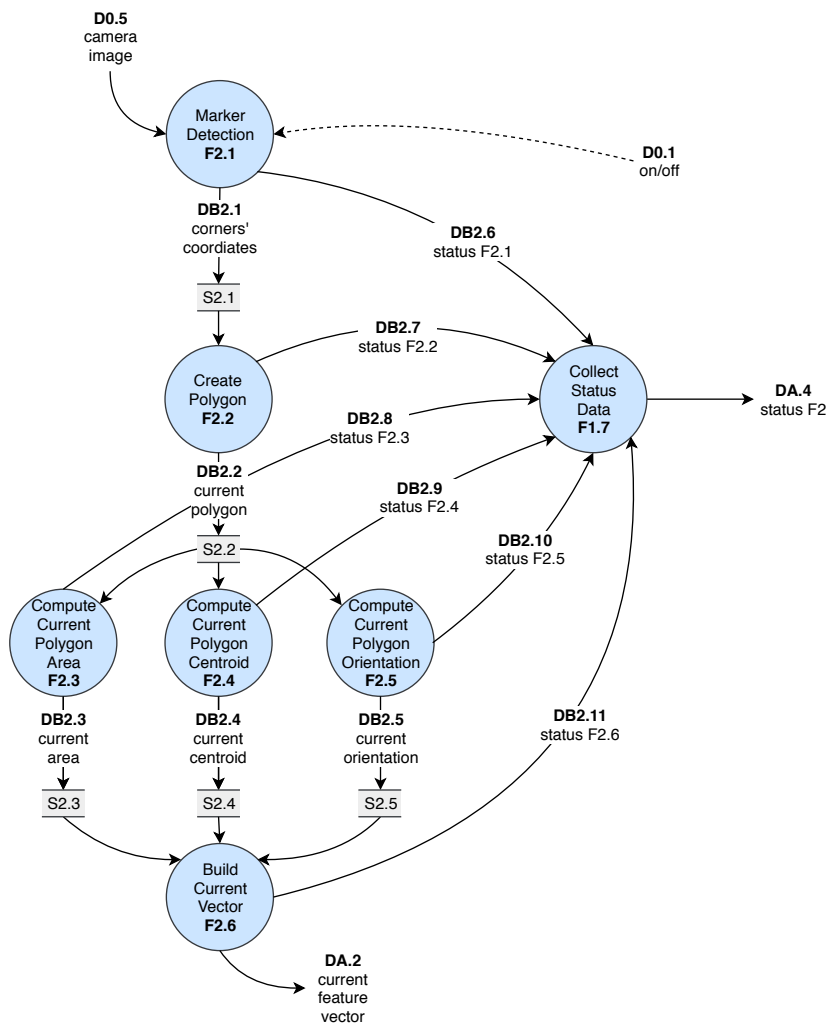 D0.5
camera
image
Marker
Detection
F2.1
D0.1
on/off
DB2.1
corners'
coordiates
DB2.6
status F2.1
S2.1
DB2.7
status F2.2
Create
Polygon
F2.2
Collect
Status
Data
F1.7
DA.4
status F2
DB2.8
status F2.3
DB2.2
current
polygon
DB2.9
status F2.4
S2.2
DB2.10
status F2.5
Compute
Current
Polygon
Area
F2.3
Compute
Current
Polygon
Centroid
F2.4
Compute
Current
Polygon
Orientation
F2.5
DB2.3
current
area
DB2.4
current
centroid
DB2.5
current
orientation
DB2.11
status F2.6
S2.3
S2.4
S2.5
Build
Current
Vector
F2.6
DA.2
current
feature
vector